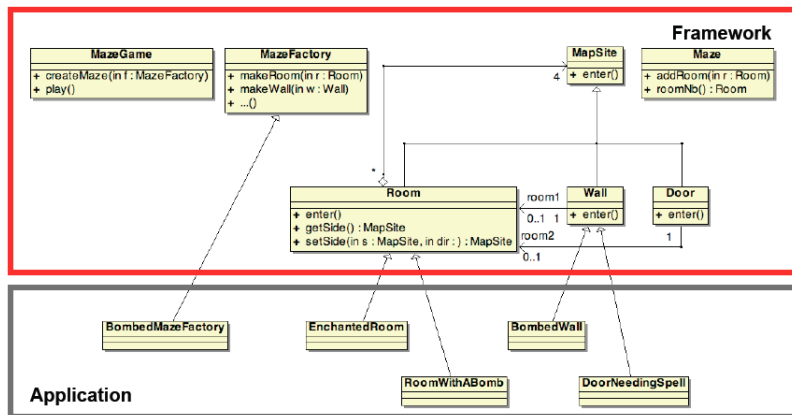 Framework
MazeGame
+ createMaze(in f : MazeFactory)
+ play()
MazeFactory
+ makeRoom(in r : Room)
+ makeWall(in w : Wall)
+ ...()
MapSite
+ enter()
Maze
+ addRoom(in r : Room)
+ roomNb() : Room
4
*
Room
+ enter()
+ getSide() : MapSite
+ setSide(in s : MapSite, in dir : ) : MapSite
room1
0..1 1
room2
0..1
Wall
+ enter()
Door
+ enter()
1
BombedMazeFactory
EnchantedRoom
BombedWall
RoomWithABomb
DoorNeedingSpell
Application